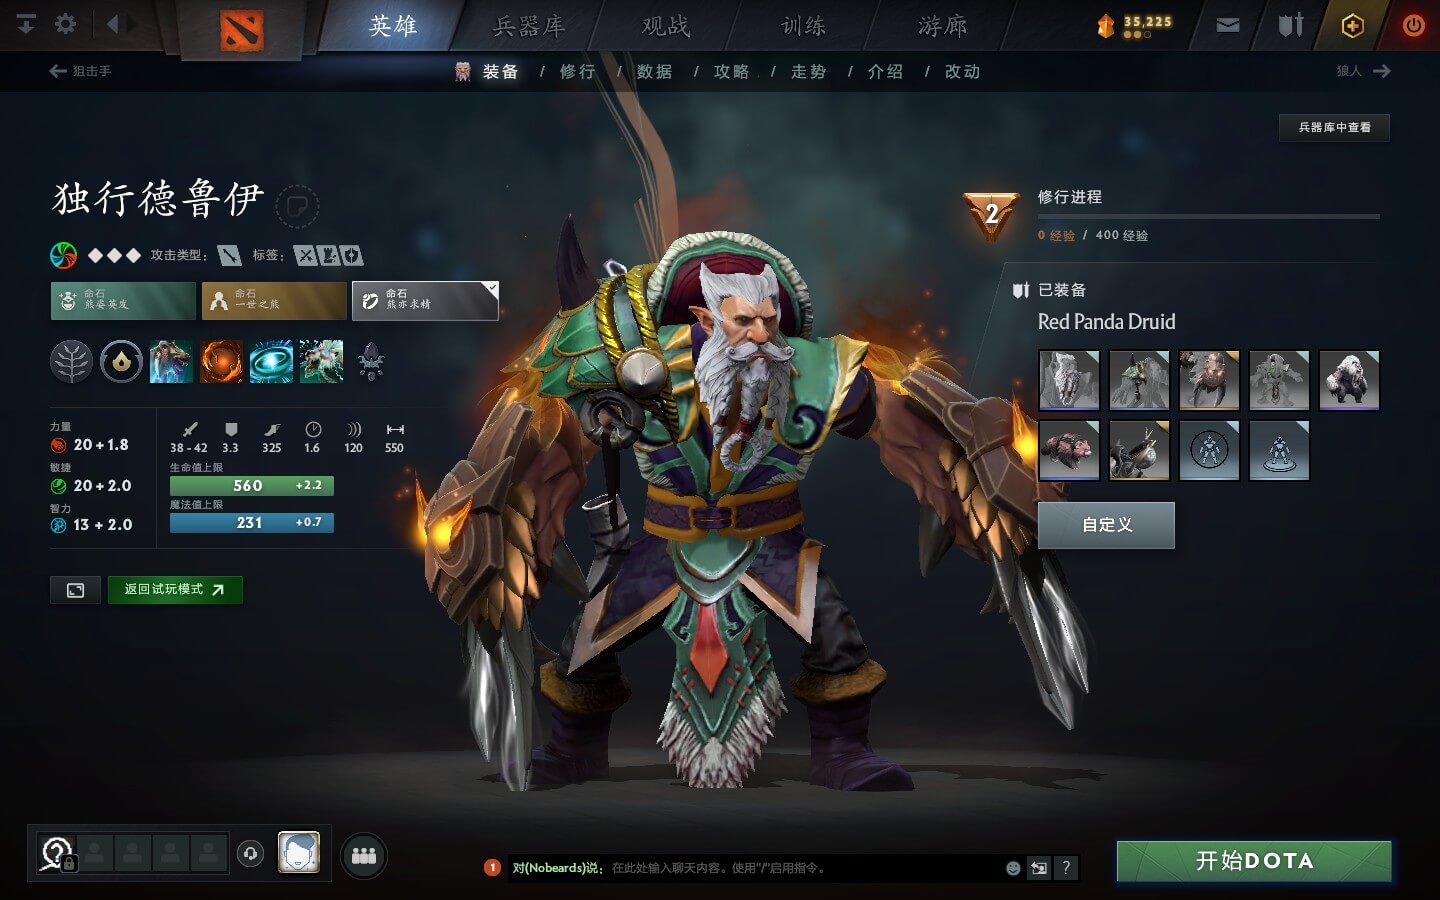 英雄
兵器库
观战
训练
游廊
35,225
狙击手
装备 / 修行 / 数据 / 攻略 / 走势 / 介绍 / 改动
狼人
兵器库中查看
独行德鲁伊
攻击类型：
标签：
命石
熊姿英发
命石
一世之熊
命石
熊亦求精
力量
20 + 1.8
敏捷
20 + 2.0
智力
13 + 2.0
38 - 42
3.3
325
1.6
120
550
生命值上限
560 +2.2
魔法值上限
231 +0.7
返回试玩模式
2
修行进程
0 经验 / 400 经验
已装备
Red Panda Druid
自定义
1
对(Nobeards)说：在此处输入聊天内容。使用“/”启用指令。
?
开始DOTA